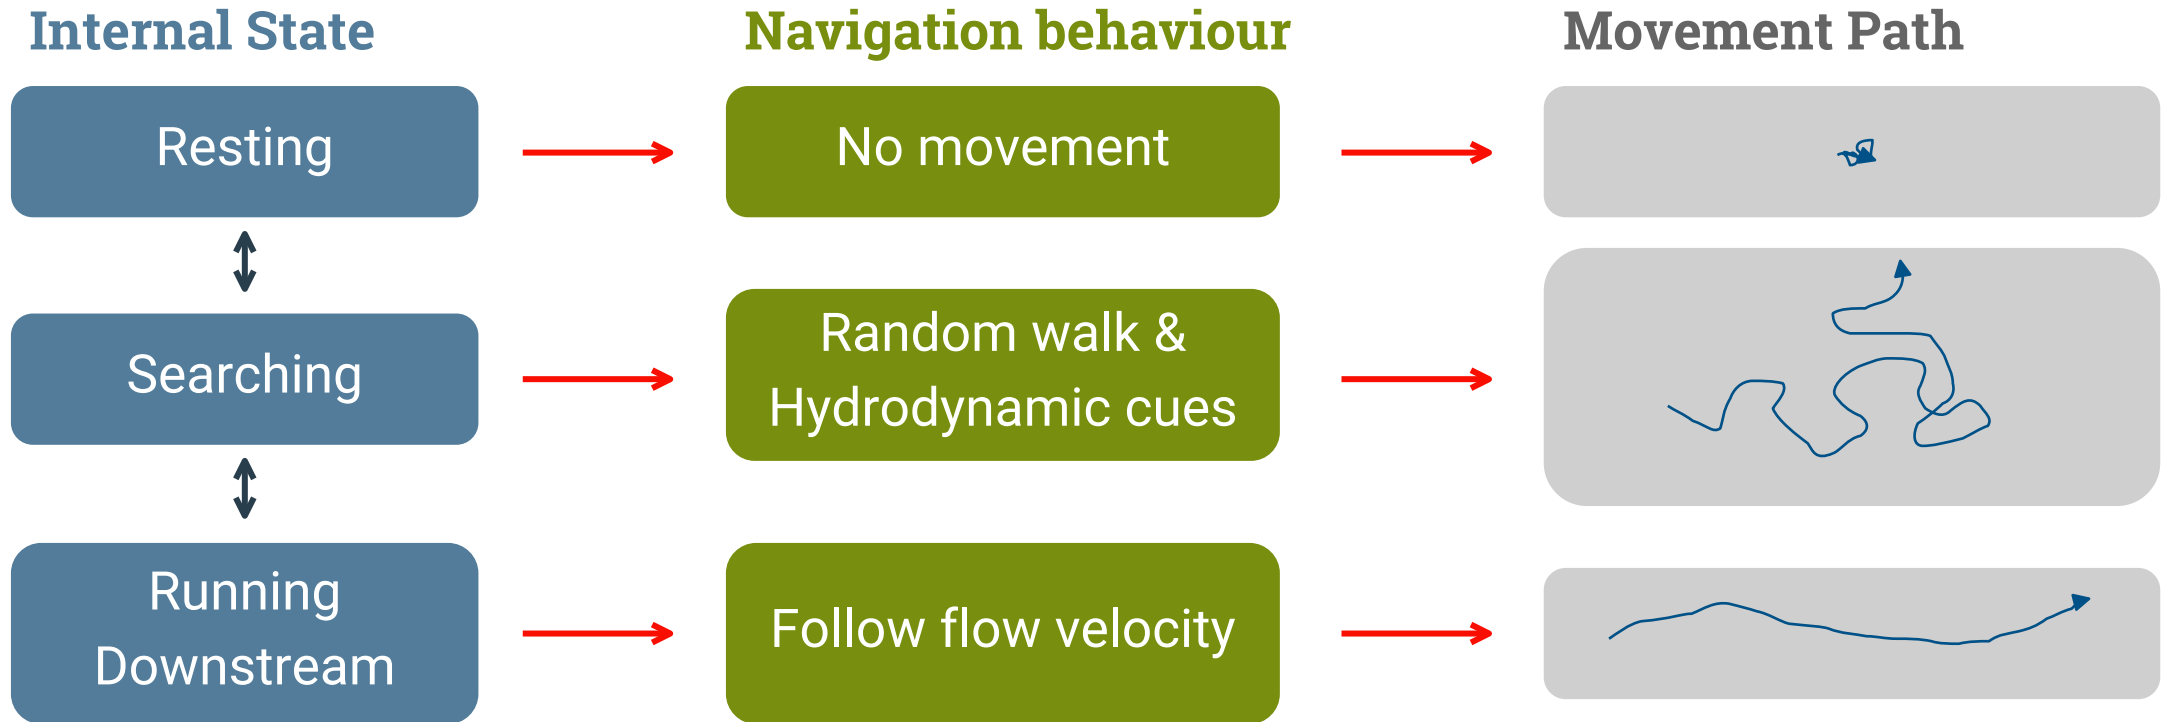 Internal State
Navigation behaviour
Movement Path
Resting
No movement
Searching
Random walk &
Hydrodynamic cues
Running
Downstream
Follow flow velocity